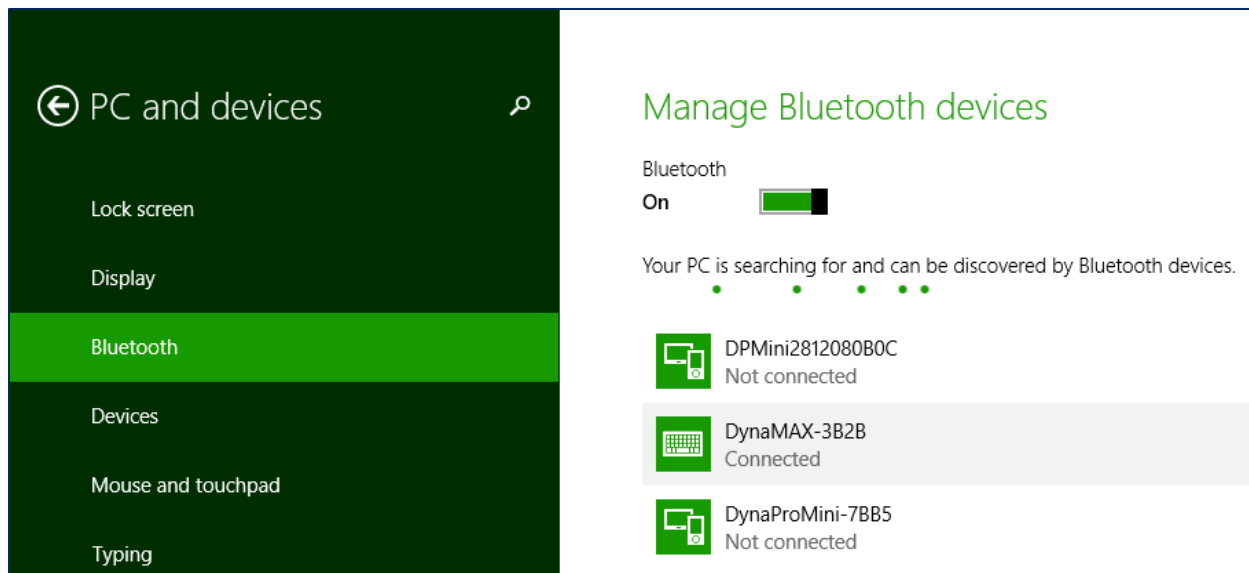 PC and devices
Lock screen
Display
Bluetooth
Devices
Mouse and touchpad
Typing
Manage Bluetooth devices
Bluetooth
On
Your PC is searching for and can be discovered by Bluetooth devices.
DPMini2812080B0C
Not connected
DynaMAX-3B2B
Connected
DynaProMini-7BB5
Not connected